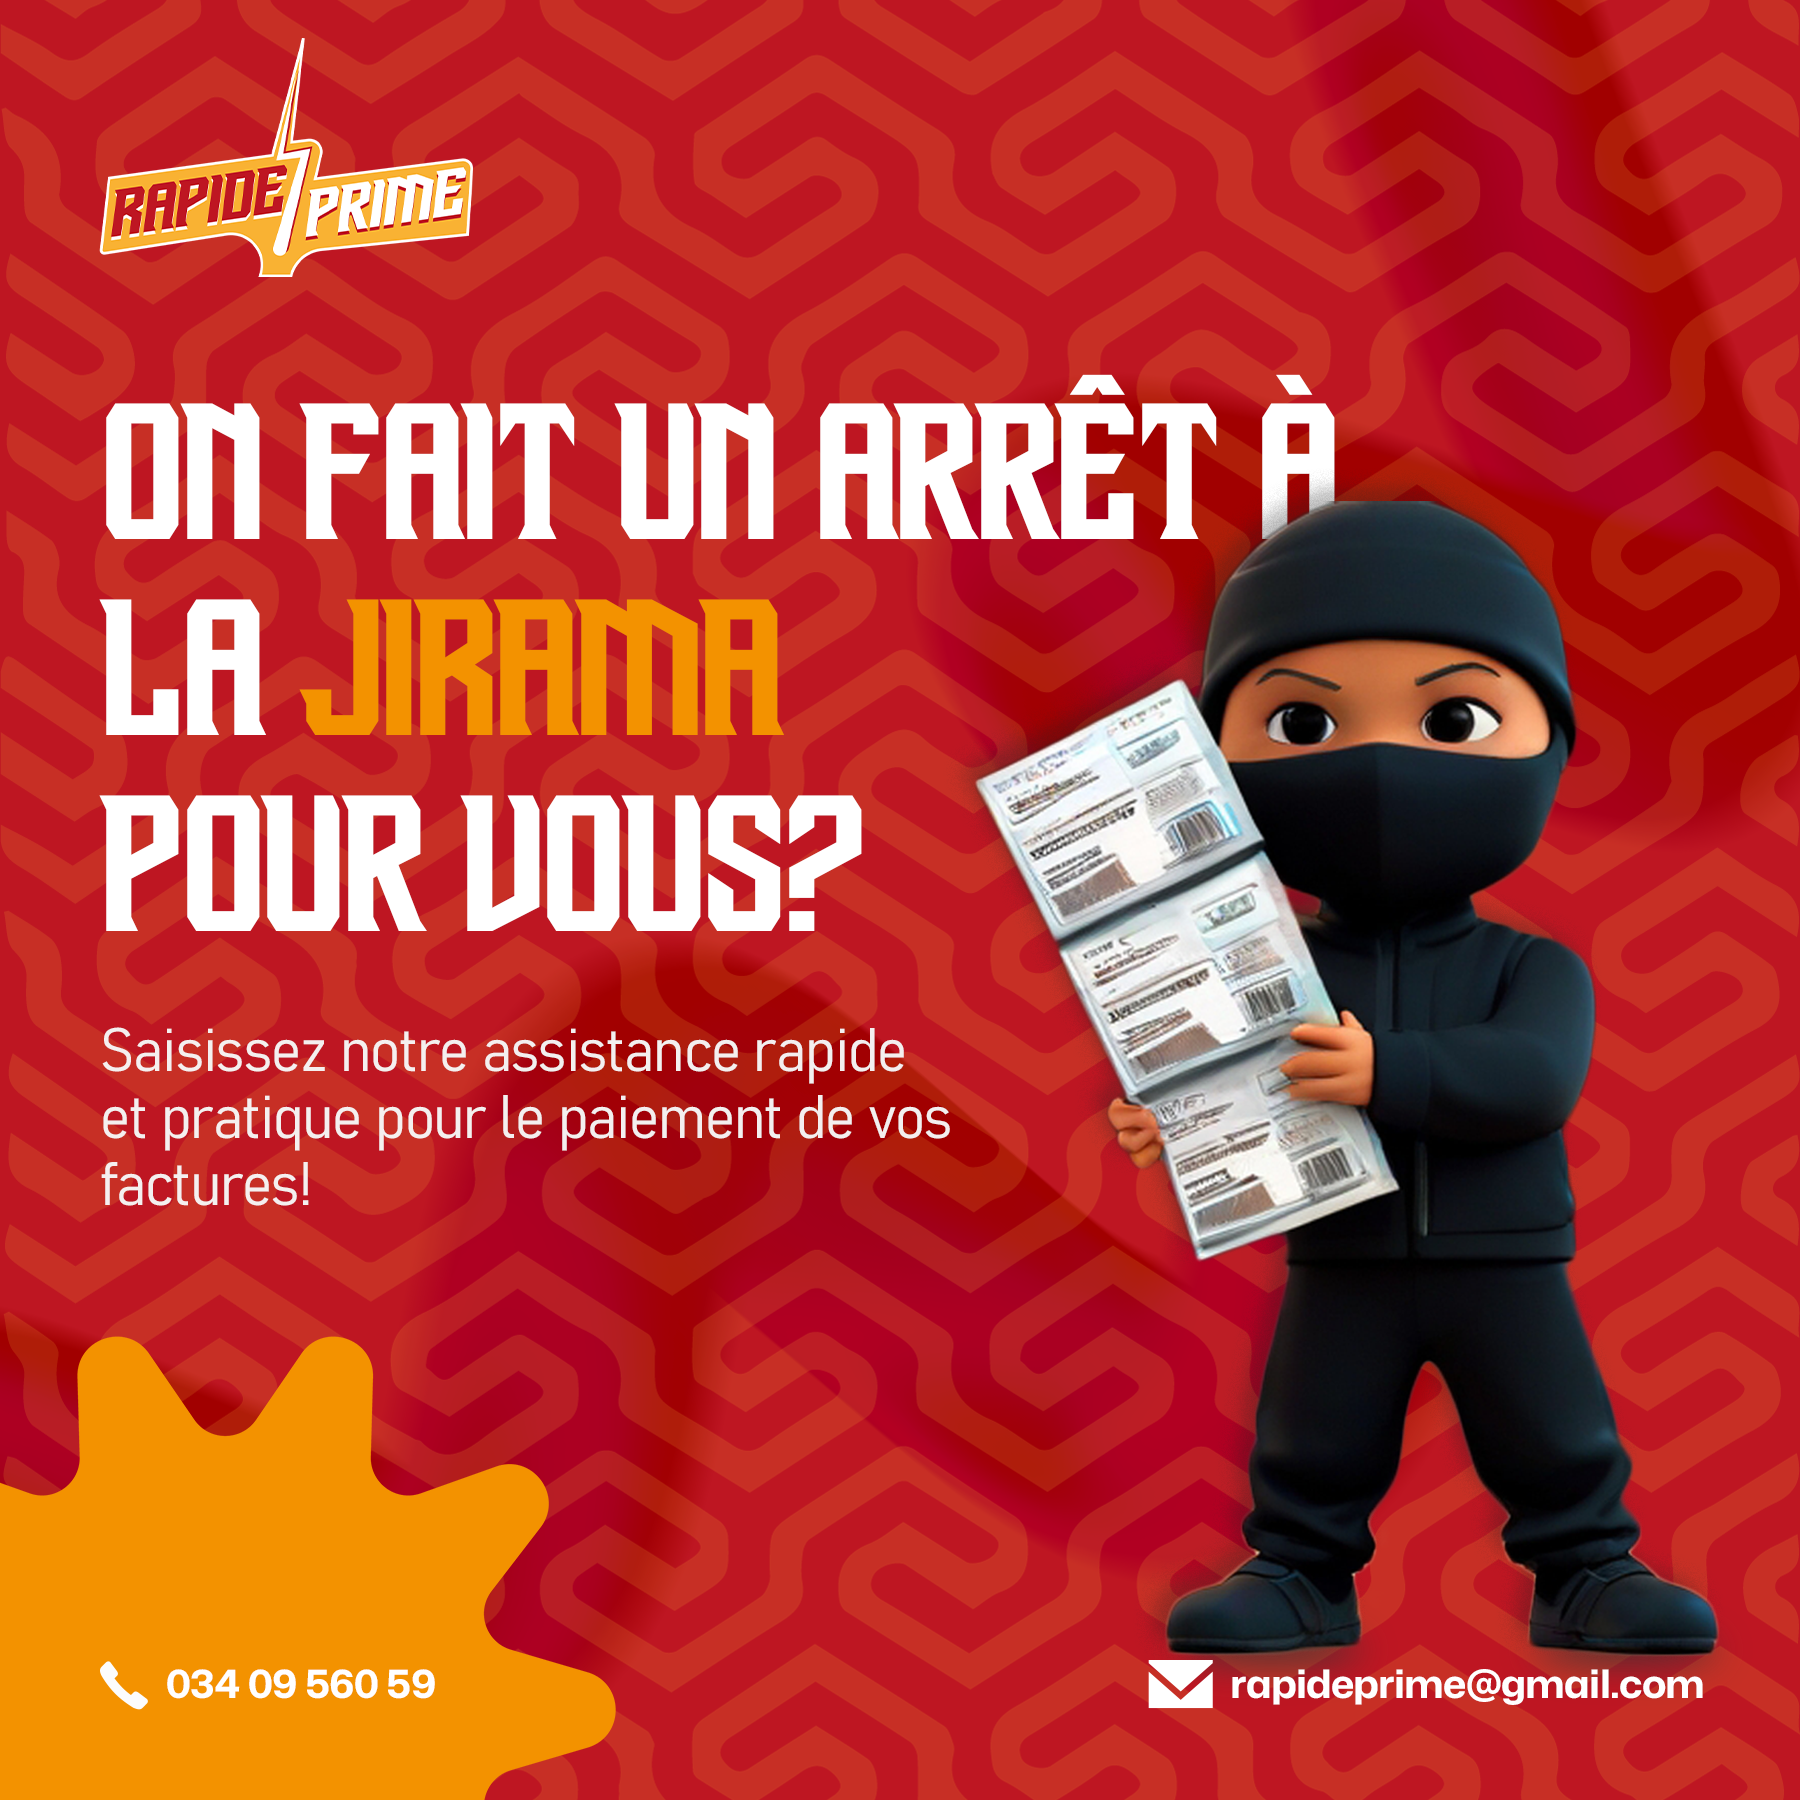 RAPIDE PRIME
ON FAIT UN ARRÊT À
LA JIRAMA
POUR VOUS?
Saisissez notre assistance rapide
et pratique pour le paiement de vos
factures!
034 09 560 59
rapideprime@gmail.com